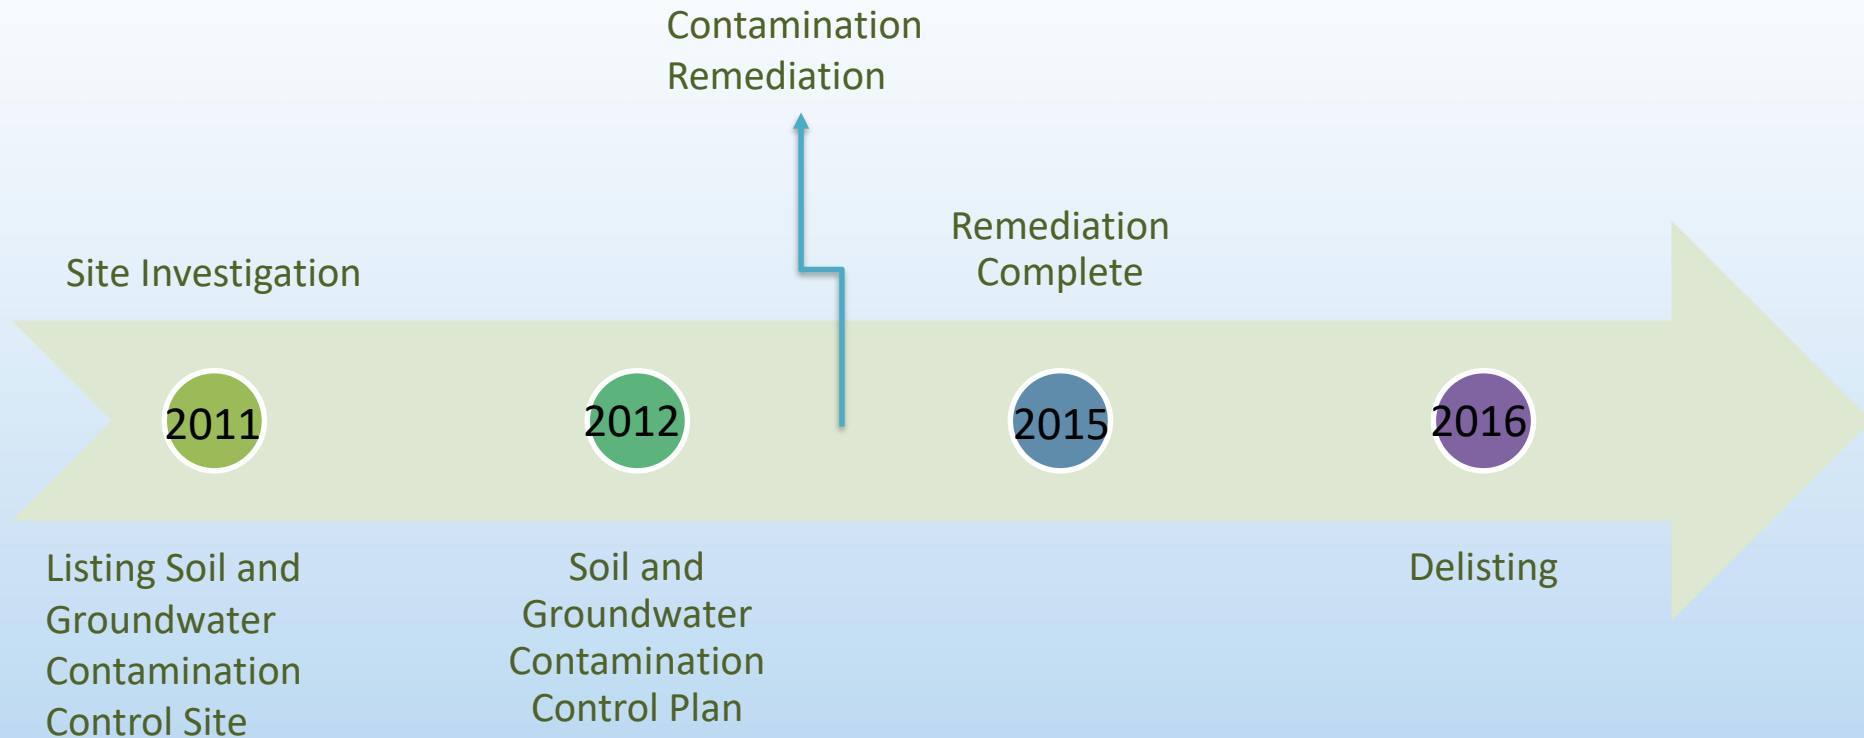 Contamination
Remediation
Site Investigation
Remediation
Complete
2011
2012
2015
2016
Listing Soil and
Groundwater
Contamination
Control Site
Soil and
Groundwater
Contamination
Control Plan
Delisting